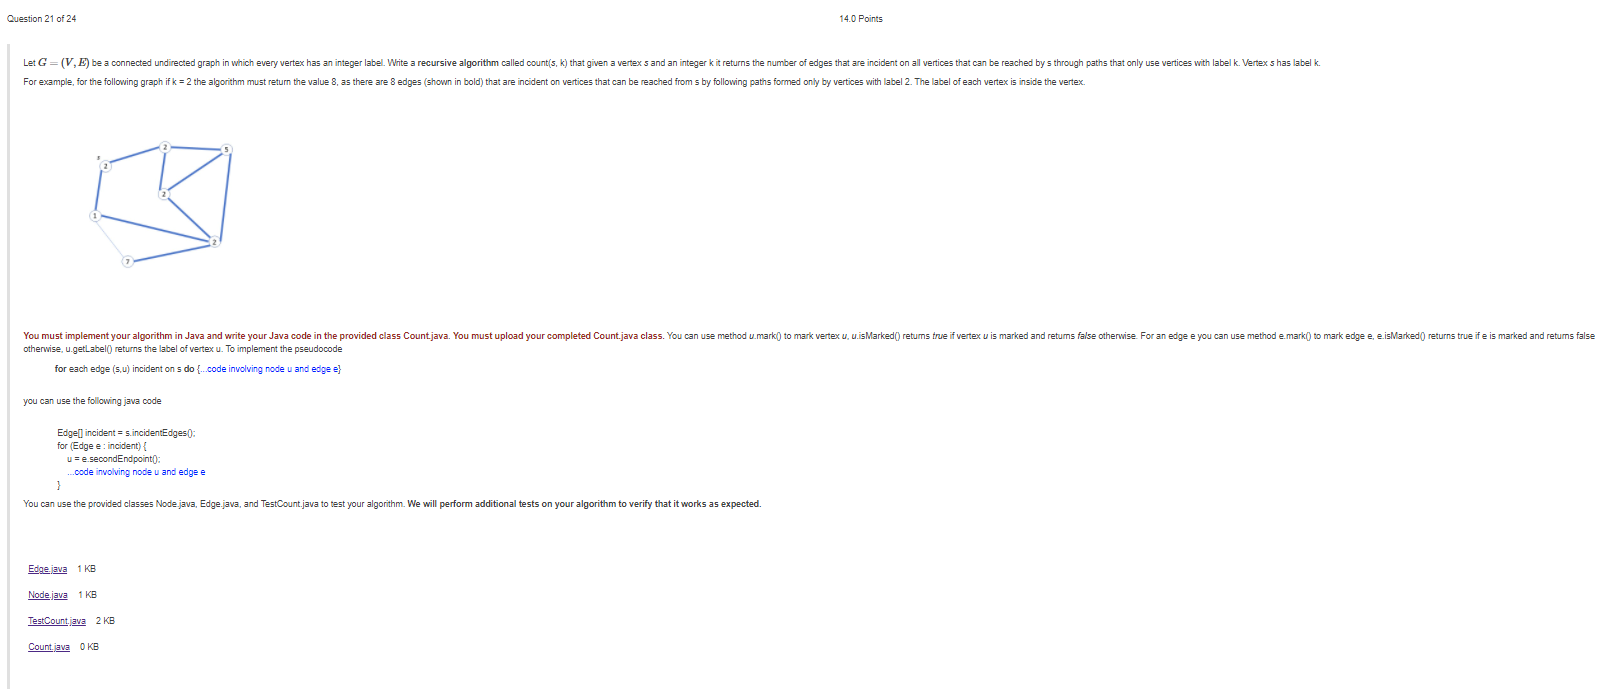 Question 21 of 24
14.0 Points
Let G = (V, E) be a connected undirected graph in which every vertex has an integer label. Write a recursive algorithm called count(s, k) that given a vertex s and an integer k it returns the number of edges that are incident on all vertices that can be reached by s through paths that only use vertices with label k. Vertex s has label k.
For example, for the following graph if k = 2 the algorithm must return the value 8, as there are 8 edges (shown in bold) that are incident on vertices that can be reached from s by following paths formed only by vertices with label 2. The label of each vertex is inside the vertex.
2
5
s
2
2
1
2
7
You must implement your algorithm in Java and write your Java code in the provided class Count.java. You must upload your completed Count.java class. You can use method u.mark() to mark vertex u, u.isMarked() returns true if vertex u is marked and returns false otherwise. For an edge e you can use method e.mark() to mark edge e, e.isMarked() returns true if e is marked and returns false
otherwise, u.getLabel() returns the label of vertex u. To implement the pseudocode
for each edge (s,u) incident on s do {...code involving node u and edge e}
you can use the following java code
Edge[] incident = s.incidentEdges();
for (Edge e : incident) {
u = e.secondEndpoint();
...code involving node u and edge e
}
You can use the provided classes Node.java, Edge.java, and TestCount.java to test your algorithm. We will perform additional tests on your algorithm to verify that it works as expected.
Edge.java 1 KB
Node.java 1 KB
TestCount.java 2 KB
Count.java 0 KB